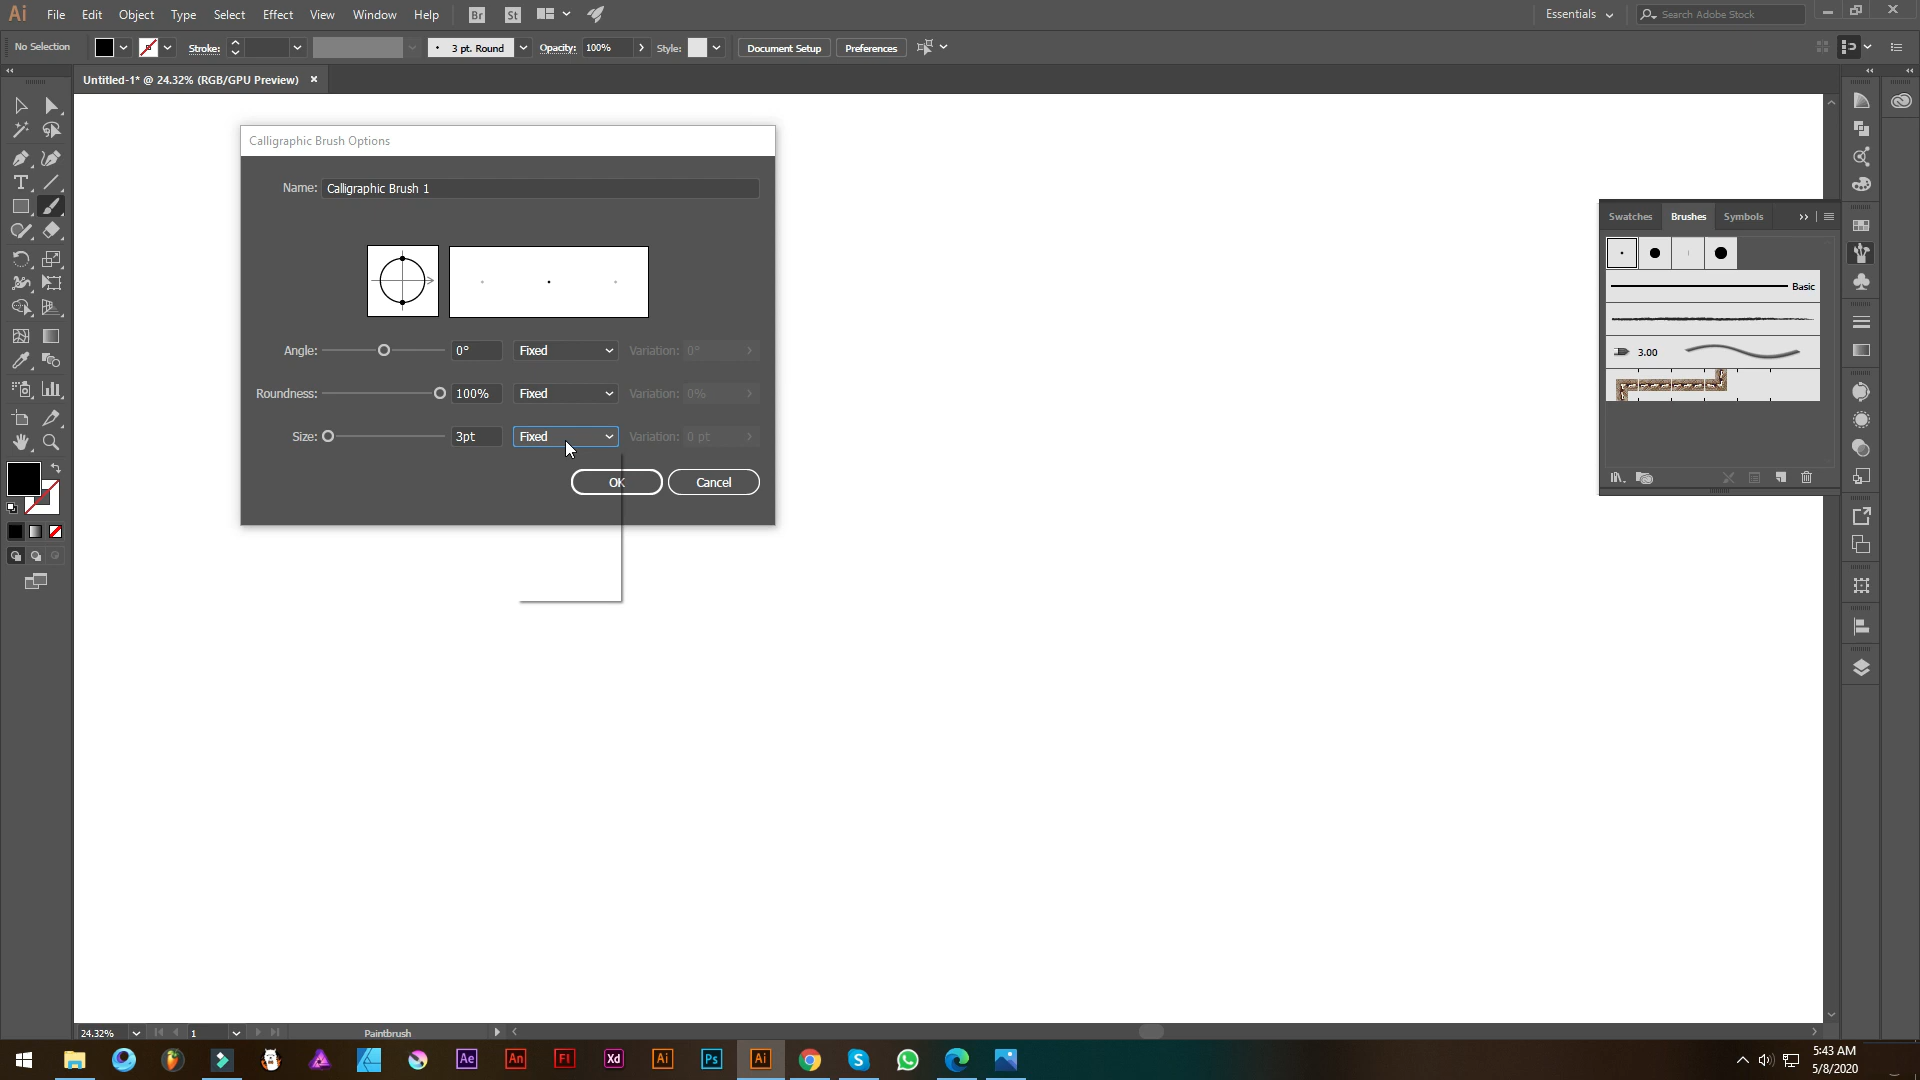 Ai File Edit Object Type Select Effect View Window Help Br St Essentials Search Adobe Stock
No Selection Stroke: 3 pt. Round Opacity: 100% Style: Document Setup Preferences
Untitled-1* @ 24.32% (RGB/GPU Preview)
Calligraphic Brush Options
Name: Calligraphic Brush 1
Angle: 0° Fixed Variation: 0°
Roundness: 100% Fixed Variation: 0%
Size: 3pt Fixed Variation: 0 pt
OK Cancel
Swatches Brushes Symbols
Basic
3.00
24.32% 1 Paintbrush
Ae An Fl Xd Ai Ps Ai
5:43 AM
5/8/2020